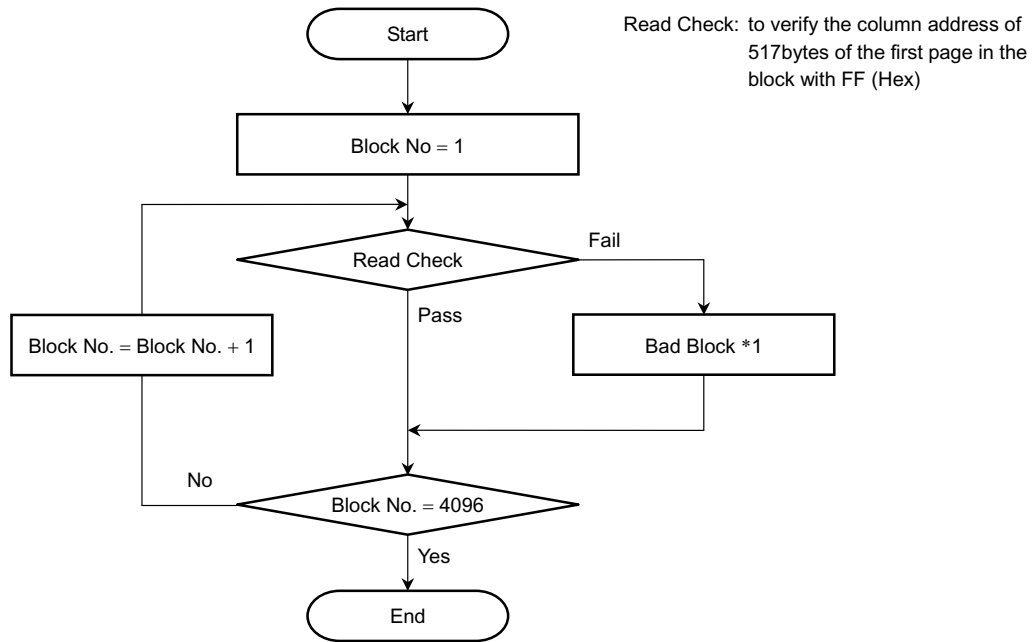 Start
Read Check: to verify the column address of
517bytes of the first page in the
block with FF (Hex)
Block No = 1
Fail
Read Check
Pass
Block No. = Block No. + 1
Bad Block *1
No
Block No. = 4096
Yes
End